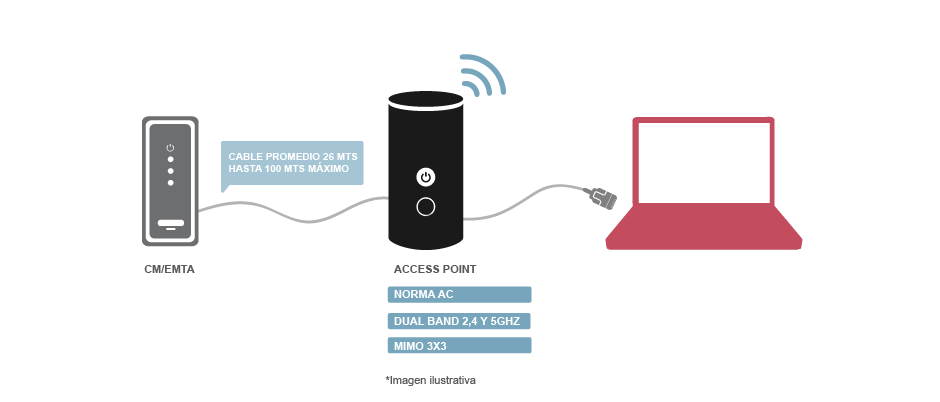 CABLE PROMEDIO 26 MTS
HASTA 100 MTS MÁXIMO
CM/EMTA
ACCESS POINT
NORMA AC
DUAL BAND 2,4 Y 5GHZ
MIMO 3X3
*Imagen ilustrativa